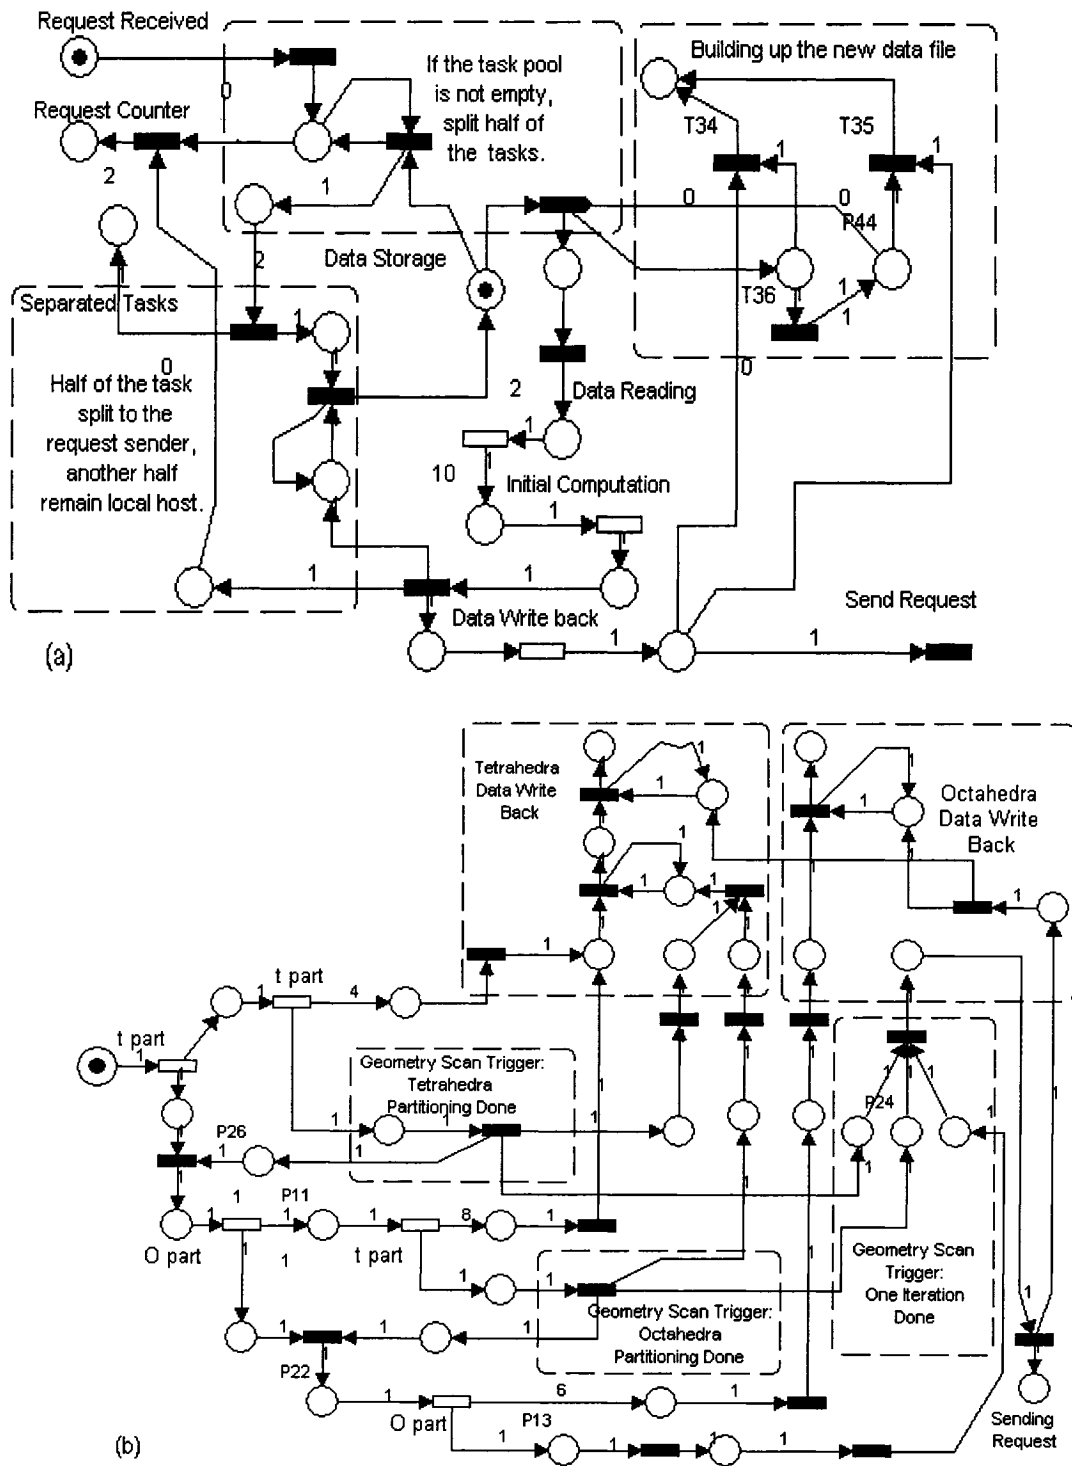 Request Received
Building up the new data file
If the task pool
is not empty,
split half of
the tasks.
0
Request Counter
T34
T35
1
1
2
1
0
0
P44
2
Data Storage
T36
Separated Tasks
1
1
1
0
0
Half of the task
split to the
request sender,
another half
remain local host.
2
Data Reading
1
1
10
Initial Computation
1
1
1
Send Request
Data Write back
1
1
(a)
Tetrahedra
Data Write
Back
Octahedra
Data Write
Back
1
1
1
1
1
1
1
1
1
1
t part
1
4
t part
1
Geometry Scan Trigger:
Tetrahedra
Partitioning Done
1
1
1
P24
1
1
1
P26
1
1
1
P11
1
1
1
8
1
O part
t part
1
1
1
Geometry Scan Trigger:
Octahedra
Partitioning Done
Geometry Scan
Trigger:
One Iteration
Done
1
1
1
P22
1
6
1
O part
P13
1
1
1
1
Sending
Request
(b)